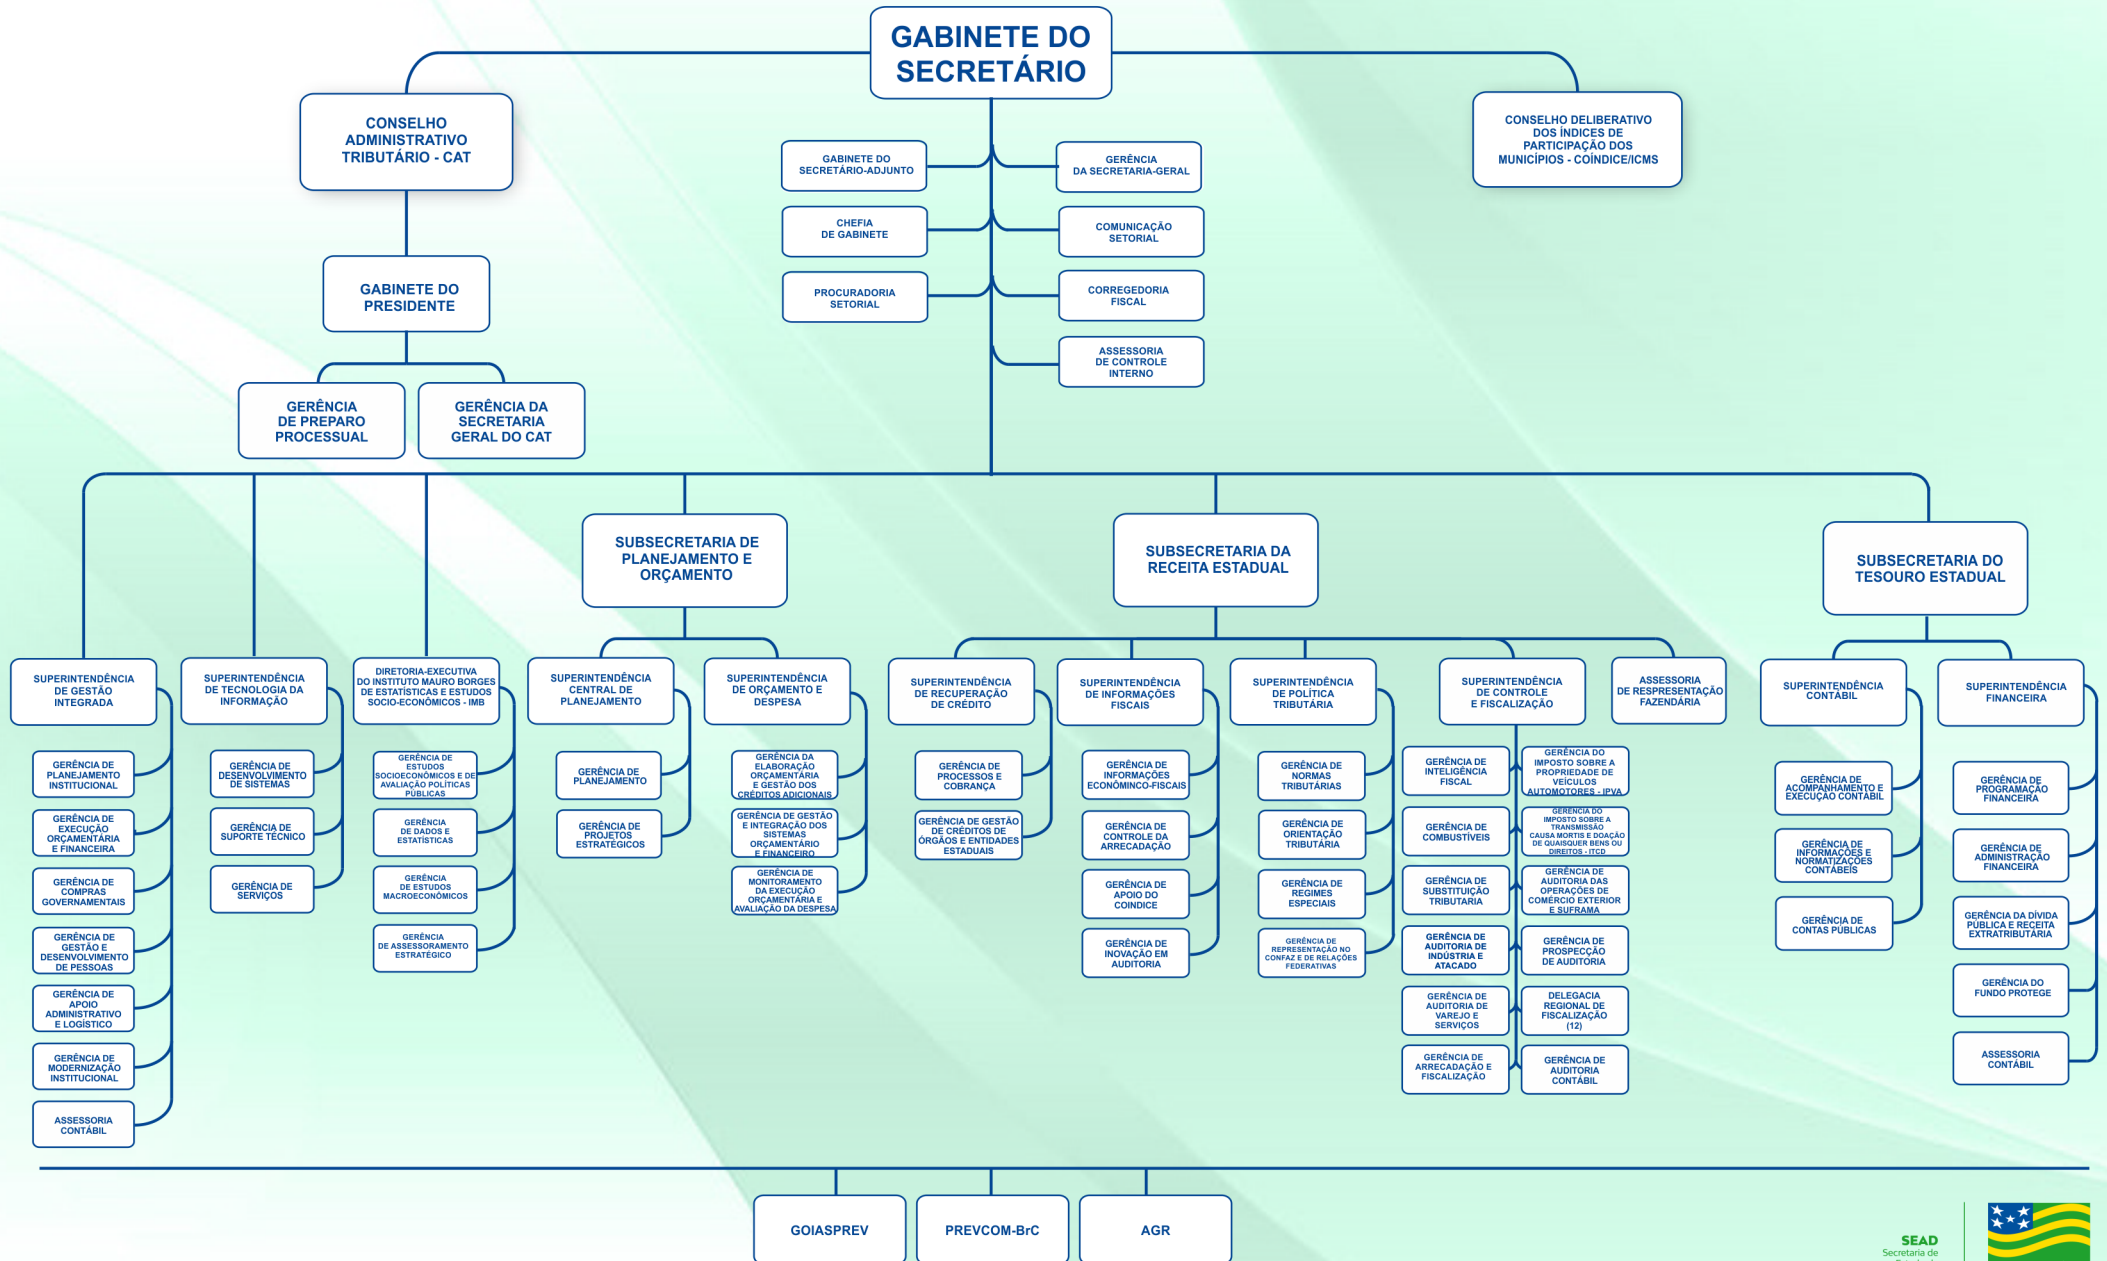 GABINETE DO
SECRETÁRIO
CONSELHO
ADMINISTRATIVO
TRIBUTÁRIO - CAT
CONSELHO DELIBERATIVO
DOS ÍNDICES DE
PARTICIPAÇÃO DOS
MUNICÍPIOS - COÍNDICE/ICMS
GABINETE DO
SECRETÁRIO-ADJUNTO
GERÊNCIA
DA SECRETARIA-GERAL
CHEFIA
DE GABINETE
COMUNICAÇÃO
SETORIAL
PROCURADORIA
SETORIAL
CORREGEDORIA
FISCAL
ASSESSORIA
DE CONTROLE
INTERNO
GABINETE DO
PRESIDENTE
GERÊNCIA
DE PREPARO
PROCESSUAL
GERÊNCIA DA
SECRETARIA
GERAL DO CAT
SUBSECRETARIA DE
PLANEJAMENTO E
ORÇAMENTO
SUBSECRETARIA DA
RECEITA ESTADUAL
SUBSECRETARIA DO
TESOURO ESTADUAL
SUPERINTENDÊNCIA
DE GESTÃO
INTEGRADA
GERÊNCIA DE
PLANEJAMENTO
INSTITUCIONAL
GERÊNCIA DE
EXECUÇÃO
ORÇAMENTÁRIA
E FINANCEIRA
GERÊNCIA DE
COMPRAS
GOVERNAMENTAIS
GERÊNCIA DE
GESTÃO E
DESENVOLVIMENTO
DE PESSOAS
GERÊNCIA DE
APOIO
ADMINISTRATIVO
E LOGÍSTICO
GERÊNCIA DE
MODERNIZAÇÃO
INSTITUCIONAL
ASSESSORIA
CONTÁBIL
SUPERINTENDÊNCIA
DE TECNOLOGIA DA
INFORMAÇÃO
GERÊNCIA DE
DESENVOLVIMENTO
DE SISTEMAS
GERÊNCIA DE
SUPORTE TÉCNICO
GERÊNCIA DE
SERVIÇOS
DIRETORIA-EXECUTIVA
DO INSTITUTO MAURO BORGES
DE ESTATÍSTICAS E ESTUDOS
SOCIO-ECONÔMICOS - IMB
GERÊNCIA DE
ESTUDOS
SOCIOECONÔMICOS E DE
AVALIAÇÃO POLÍTICAS
PÚBLICAS
GERÊNCIA
DE DADOS E
ESTATÍSTICAS
GERÊNCIA
DE ESTUDOS
MACROECONÔMICOS
GERÊNCIA
DE ASSESSORAMENTO
ESTRATÉGICO
SUPERINTENDÊNCIA
CENTRAL DE
PLANEJAMENTO
GERÊNCIA DE
PLANEJAMENTO
GERÊNCIA DE
PROJETOS
ESTRATÉGICOS
SUPERINTENDÊNCIA
DE ORÇAMENTO E
DESPESA
GERÊNCIA DA
ELABORAÇÃO
ORÇAMENTÁRIA
E GESTÃO DOS
CRÉDITOS ADICIONAIS
GERÊNCIA DE GESTÃO
E INTEGRAÇÃO DOS
SISTEMAS
ORÇAMENTÁRIO
E FINANCEIRO
GERÊNCIA DE
MONITORAMENTO
DA EXECUÇÃO
ORÇAMENTÁRIA E
AVALIAÇÃO DA DESPESA
SUPERINTENDÊNCIA
DE RECUPERAÇÃO
DE CRÉDITO
GERÊNCIA DE
PROCESSOS E
COBRANÇA
GERÊNCIA DE GESTÃO
DE CRÉDITOS DE
ÓRGÃOS E ENTIDADES
ESTADUAIS
SUPERINTENDÊNCIA
DE INFORMAÇÕES
FISCAIS
GERÊNCIA DE
INFORMAÇÕES
ECONÔMINCO-FISCAIS
GERÊNCIA DE
CONTROLE DA
ARRECADAÇÃO
GERÊNCIA DE
APOIO DO
COINDICE
GERÊNCIA DE
INOVAÇÃO EM
AUDITORIA
SUPERINTENDÊNCIA
DE POLÍTICA
TRIBUTÁRIA
GERÊNCIA DE
NORMAS
TRIBUTÁRIAS
GERÊNCIA DE
ORIENTAÇÃO
TRIBUTÁRIA
GERÊNCIA DE
REGIMES
ESPECIAIS
GERÊNCIA DE
REPRESENTAÇÃO NO
CONFAZ E DE RELAÇÕES
FEDERATIVAS
SUPERINTENDÊNCIA
DE CONTROLE
E FISCALIZAÇÃO
GERÊNCIA DE
INTELIGÊNCIA
FISCAL
GERÊNCIA DO
IMPOSTO SOBRE A
PROPRIEDADE DE
VEÍCULOS
AUTOMOTORES - IPVA
GERÊNCIA DE
COMBUSTÍVEIS
GERÊNCIA DO
IMPOSTO SOBRE A
TRANSMISSÃO
CAUSA MORTIS E DOAÇÃO
DE QUAISQUER BENS OU
DIREITOS - ITCD
GERÊNCIA DE
SUBSTITUIÇÃO
TRIBUTARIA
GERÊNCIA DE
AUDITORIA DAS
OPERAÇÕES DE
COMÉRCIO EXTERIOR
E SUFRAMA
GERÊNCIA DE
AUDITORIA DE
INDÚSTRIA E
ATACADO
GERÊNCIA DE
PROSPECÇÃO
DE AUDITORIA
GERÊNCIA DE
AUDITORIA DE
VAREJO E
SERVIÇOS
DELEGACIA
REGIONAL DE
FISCALIZAÇÃO
(12)
GERÊNCIA DE
ARRECADAÇÃO E
FISCALIZAÇÃO
GERÊNCIA DE
AUDITORIA
CONTÁBIL
ASSESSORIA
DE RESPRESENTAÇÃO
FAZENDÁRIA
SUPERINTENDÊNCIA
CONTÁBIL
GERÊNCIA DE
ACOMPANHAMENTO E
EXECUÇÃO CONTÁBIL
GERÊNCIA DE
INFORMAÇÕES E
NORMATIZAÇÕES
CONTÁBEIS
GERÊNCIA DE
CONTAS PÚBLICAS
SUPERINTENDÊNCIA
FINANCEIRA
GERÊNCIA DE
PROGRAMAÇÃO
FINANCEIRA
GERÊNCIA DE
ADMINISTRAÇÃO
FINANCEIRA
GERÊNCIA DA DÍVIDA
PÚBLICA E RECEITA
EXTRATRIBUTÁRIA
GERÊNCIA DO
FUNDO PROTEGE
ASSESSORIA
CONTÁBIL
GOIASPREV
PREVCOM-BrC
AGR
SEAD
Secretaria de